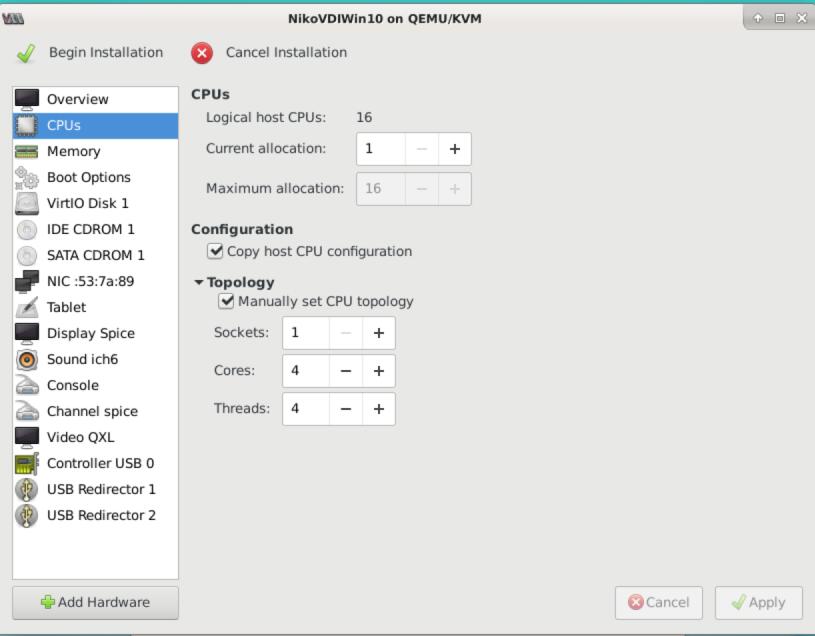 NikoVDIWin10 on QEMU/KVM
Begin Installation
Cancel Installation
Overview
CPUs
Memory
Boot Options
VirtIO Disk 1
IDE CDROM 1
SATA CDROM 1
NIC :53:7a:89
Tablet
Display Spice
Sound ich6
Console
Channel spice
Video QXL
Controller USB 0
USB Redirector 1
USB Redirector 2
Add Hardware
CPUs
Logical host CPUs: 16
Current allocation: 1 − +
Maximum allocation: 16 − +
Configuration
Copy host CPU configuration
Topology
Manually set CPU topology
Sockets: 1 − +
Cores: 4 − +
Threads: 4 − +
Cancel
Apply